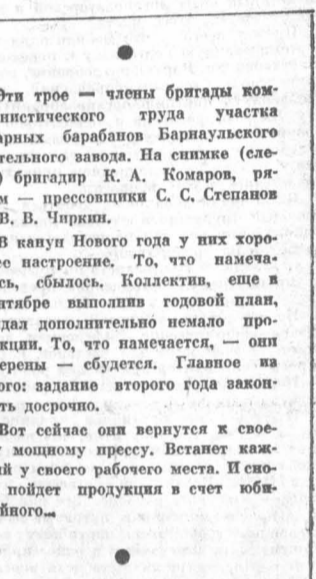 Эти трое — члены бригады ком-
нистического труда участка
арных барабанов Барнаульского
тельного завода. На снимке (сле-
) бригадир К. А. Комаров, ря-
м — прессовщики С. С. Степанов
В. В. Чиркин.
В канун Нового года у них хоро-
ее настроение. То, что намеча-
сь, сбылось. Коллектив, еще в
нтябре выполнив годовой план,
дал дополнительно немало про-
кции. То, что намечается, — они
ерены — сбудется. Главное из
ого: задание второго года закон-
ть досрочно.
Вот сейчас они вернутся к свое-
мощному прессу. Встанет каж-
й у своего рабочего места. И сно-
пойдет продукция в счет юби-
йного...